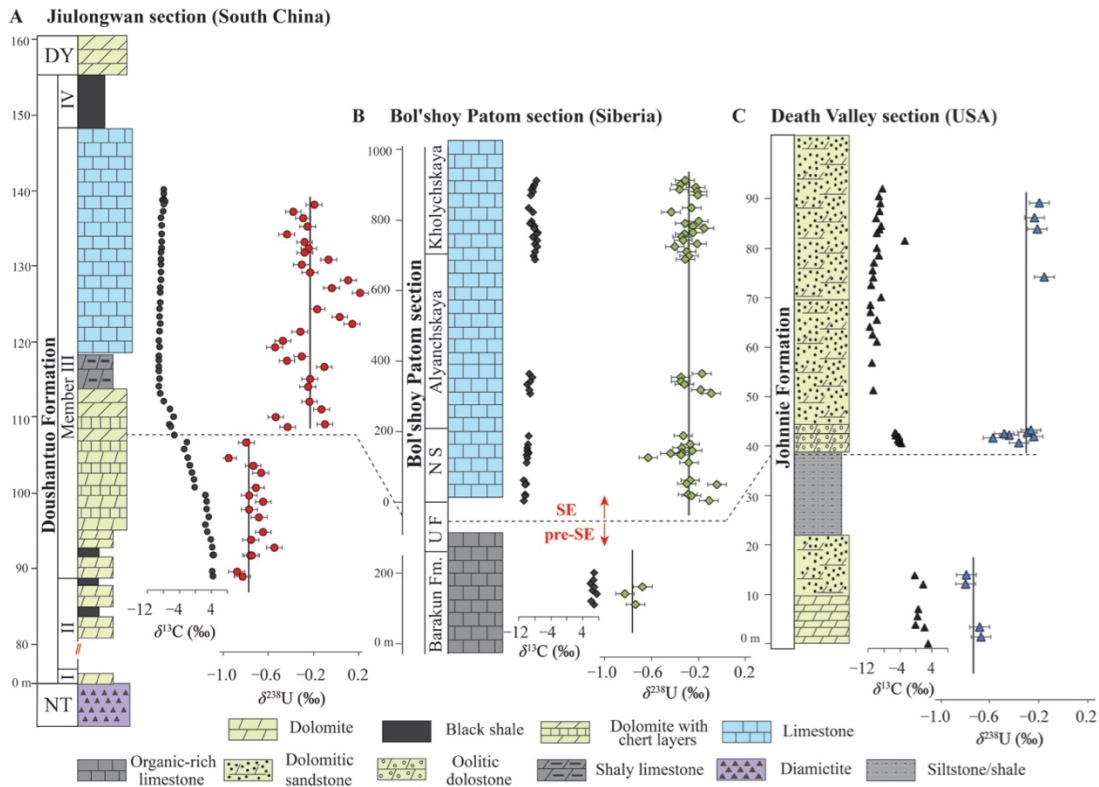 A Jiulongwan section (South China)
160
DY
150
IV
140
130
120
110
100
90
80
0 m
Doushantuo Formation
Member III
II
I
NT
//
−12 −4 4
δ13C (‰)
−1.0 −0.6 −0.2 0.2
δ238U (‰)
B Bol'shoy Patom section (Siberia)
1000
800
600
400
200
0
200
0 m
Bol'shoy Patom section
Kholychskaya
Alyanchskaya
N S
U F
Barakun Fm.
SE
pre-SE
−12 −4 4
δ13C (‰)
−1.0 −0.6 −0.2 0.2
δ238U (‰)
C Death Valley section (USA)
90
80
70
60
50
40
30
20
10
0 m
Johnnie Formation
−12 −4 4
δ13C (‰)
−1.0 −0.6 −0.2 0.2
δ238U (‰)
Dolomite
Black shale
Dolomite with
chert layers
Limestone
Organic-rich
limestone
Dolomitic
sandstone
Oolitic
dolostone
Shaly limestone
Diamictite
Siltstone/shale